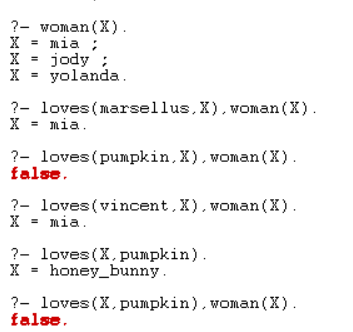 ?- woman(X).
X = mia ;
X = jody ;
X = yolanda.
?- loves(marsellus,X),woman(X).
X = mia.
?- loves(pumpkin,X),woman(X).
false.
?- loves(vincent,X),woman(X).
X = mia.
?- loves(X,pumpkin).
X = honey_bunny.
?- loves(X,pumpkin),woman(X).
false.